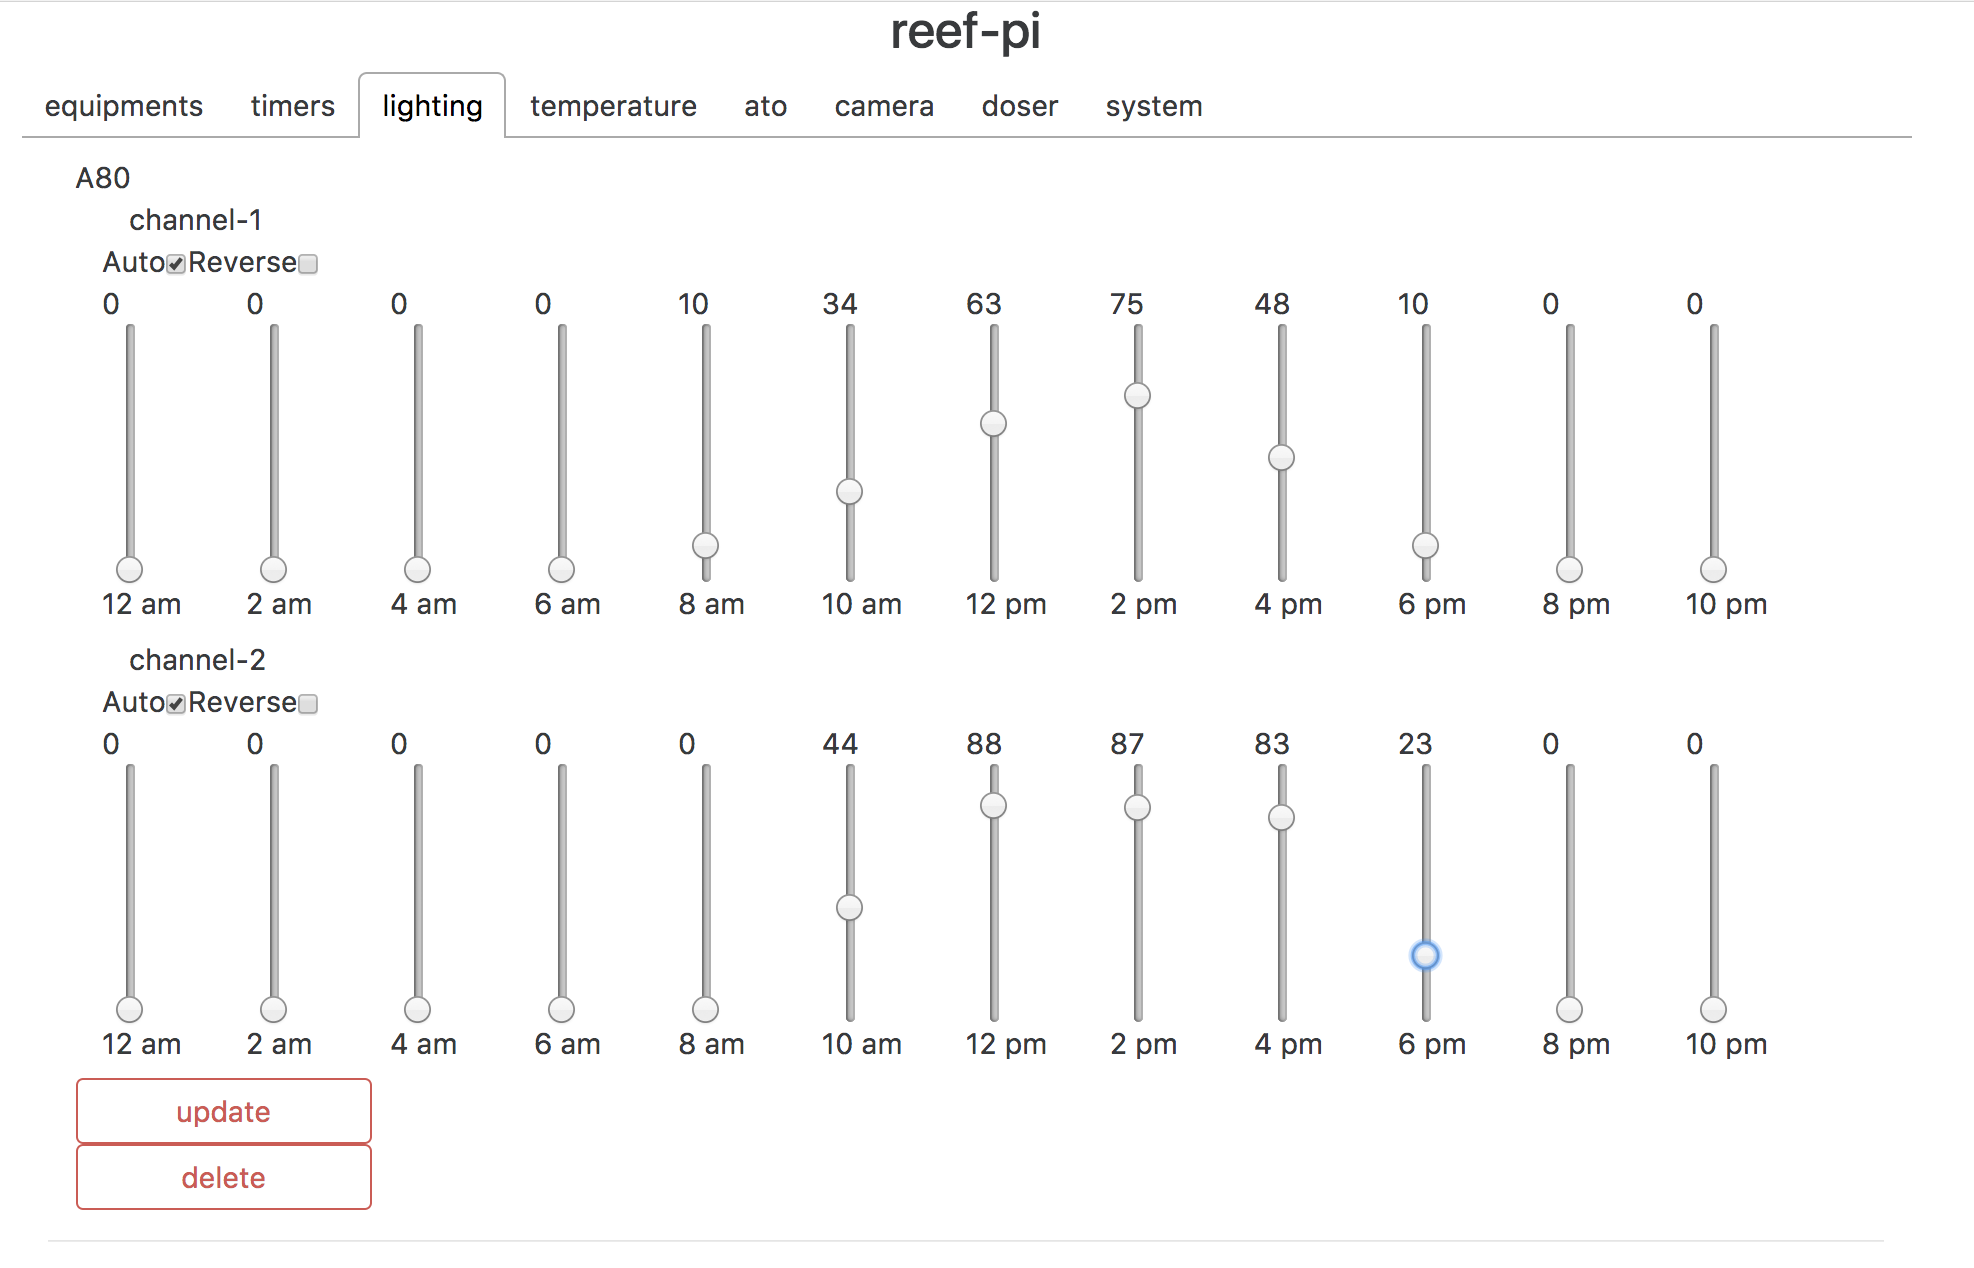 reef-pi
equipments timers lighting temperature ato camera doser system
A80
channel-1
Auto Reverse
0 0 0 0 10 34 63 75 48 10 0 0
12 am 2 am 4 am 6 am 8 am 10 am 12 pm 2 pm 4 pm 6 pm 8 pm 10 pm
channel-2
Auto Reverse
0 0 0 0 0 44 88 87 83 23 0 0
12 am 2 am 4 am 6 am 8 am 10 am 12 pm 2 pm 4 pm 6 pm 8 pm 10 pm
update
delete